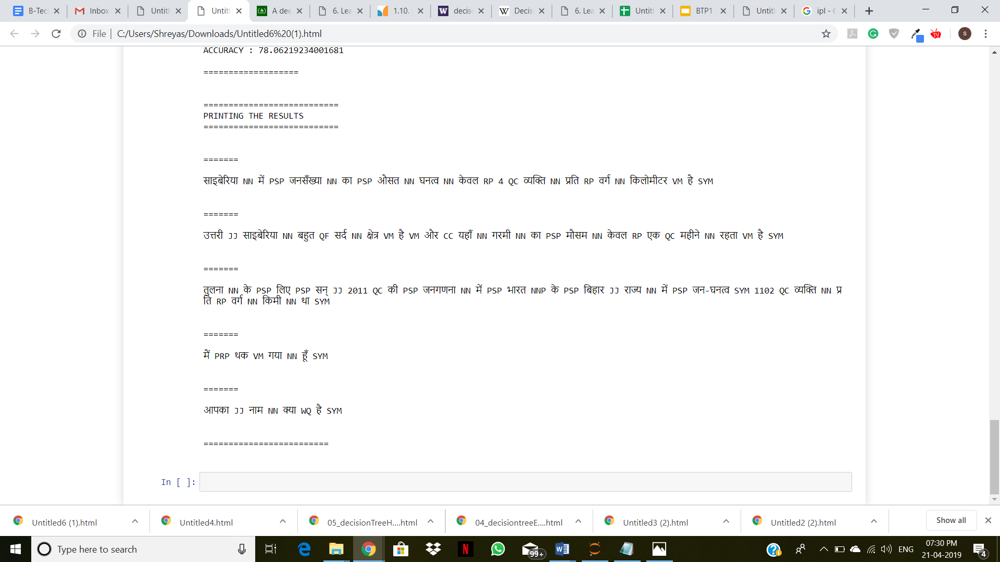 B-Tec
Inbox
Untitl
Untitl
A dee
6. Lea
1.10.
decis
Decis
6. Lea
Untitl
BTP1
Untitl
ipl - G
File | C:/Users/Shreyas/Downloads/Untitled6%20(1).html
ACCURACY : 78.06219234001681
===================
===========================
PRINTING THE RESULTS
===========================
=======
साइबेरिया NN में PSP जनसँख्या NN का PSP औसत NN घनत्व NN केवल RP 4 QC व्यक्ति NN प्रति RP वर्ग NN किलोमीटर VM है SYM
=======
उत्तरी JJ साइबेरिया NN बहुत QF सर्द NN क्षेत्र VM है VM और CC यहाँ NN गरमी NN का PSP मौसम NN केवल RP एक QC महीने NN रहता VM है SYM
=======
तुलना NN के PSP लिए PSP सन् JJ 2011 QC की PSP जनगणना NN में PSP भारत NNP के PSP बिहार JJ राज्य NN में PSP जन-घनत्व SYM 1102 QC व्यक्ति NN प्र
ति RP वर्ग NN किमी NN था SYM
=======
मैं PRP थक VM गया NN हूँ SYM
=======
आपका JJ नाम NN क्या WQ है SYM
=========================
In [ ]:
Untitled6 (1).html
Untitled4.html
05_decisionTreeH....html
04_decisiontreeE....html
Untitled3 (2).html
Untitled2 (2).html
Show all
Type here to search
99+
ENG
07:30 PM
21-04-2019
4